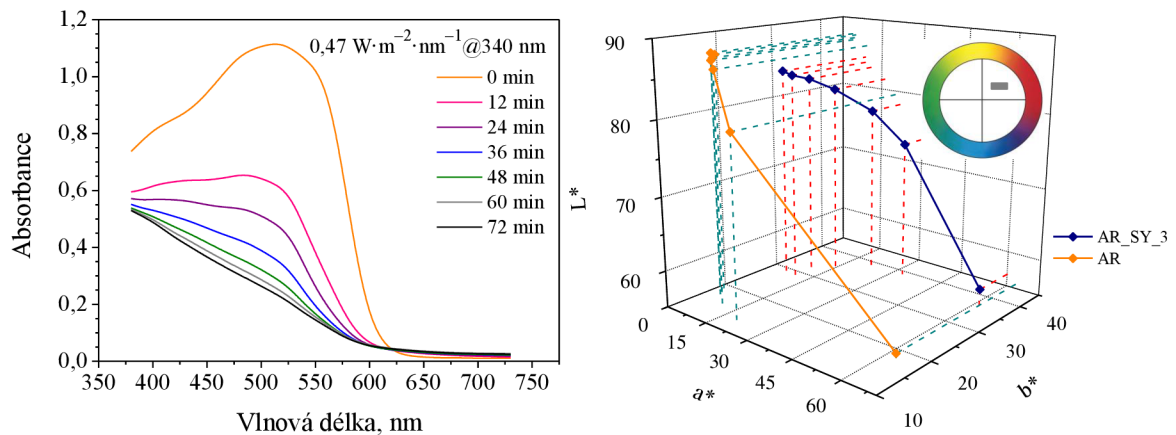 0,47 W·m⁻²·nm⁻¹@340 nm
0 min
12 min
24 min
36 min
48 min
60 min
72 min
Absorbance
1,2
1,0
0,8
0,6
0,4
0,2
0,0
350
400
450
500
550
600
650
700
750
Vlnová délka, nm
L*
90
80
70
60
0
15
30
45
60
a*
10
20
30
40
b*
AR_SY_3
AR